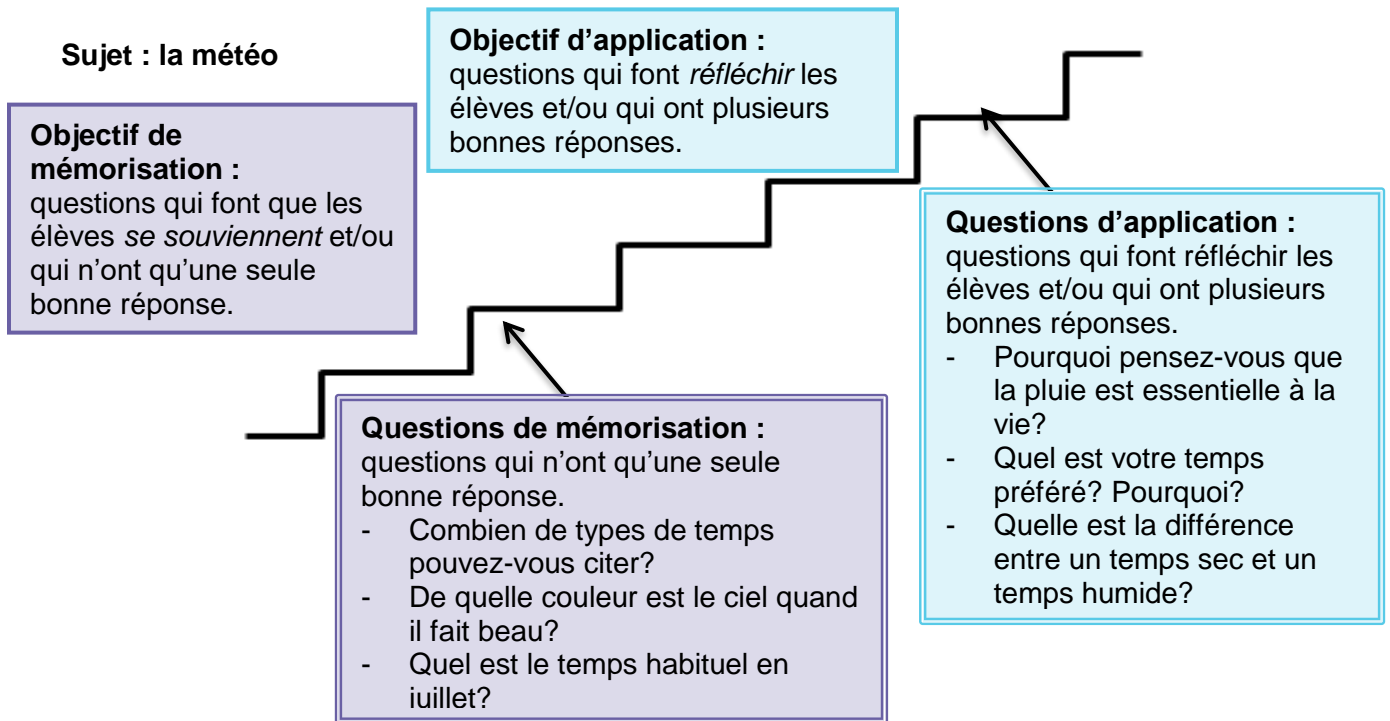 Sujet : la météo
Objectif de
mémorisation :
questions qui font que les
élèves se souviennent et/ou
qui n’ont qu’une seule
bonne réponse.
Objectif d’application :
questions qui font réfléchir les
élèves et/ou qui ont plusieurs
bonnes réponses.
Questions de mémorisation :
questions qui n’ont qu’une seule
bonne réponse.
- Combien de types de temps
pouvez-vous citer?
- De quelle couleur est le ciel quand
il fait beau?
- Quel est le temps habituel en
juillet?
Questions d’application :
questions qui font réfléchir les
élèves et/ou qui ont plusieurs
bonnes réponses.
- Pourquoi pensez-vous que
la pluie est essentielle à la
vie?
- Quel est votre temps
préféré? Pourquoi?
- Quelle est la différence
entre un temps sec et un
temps humide?